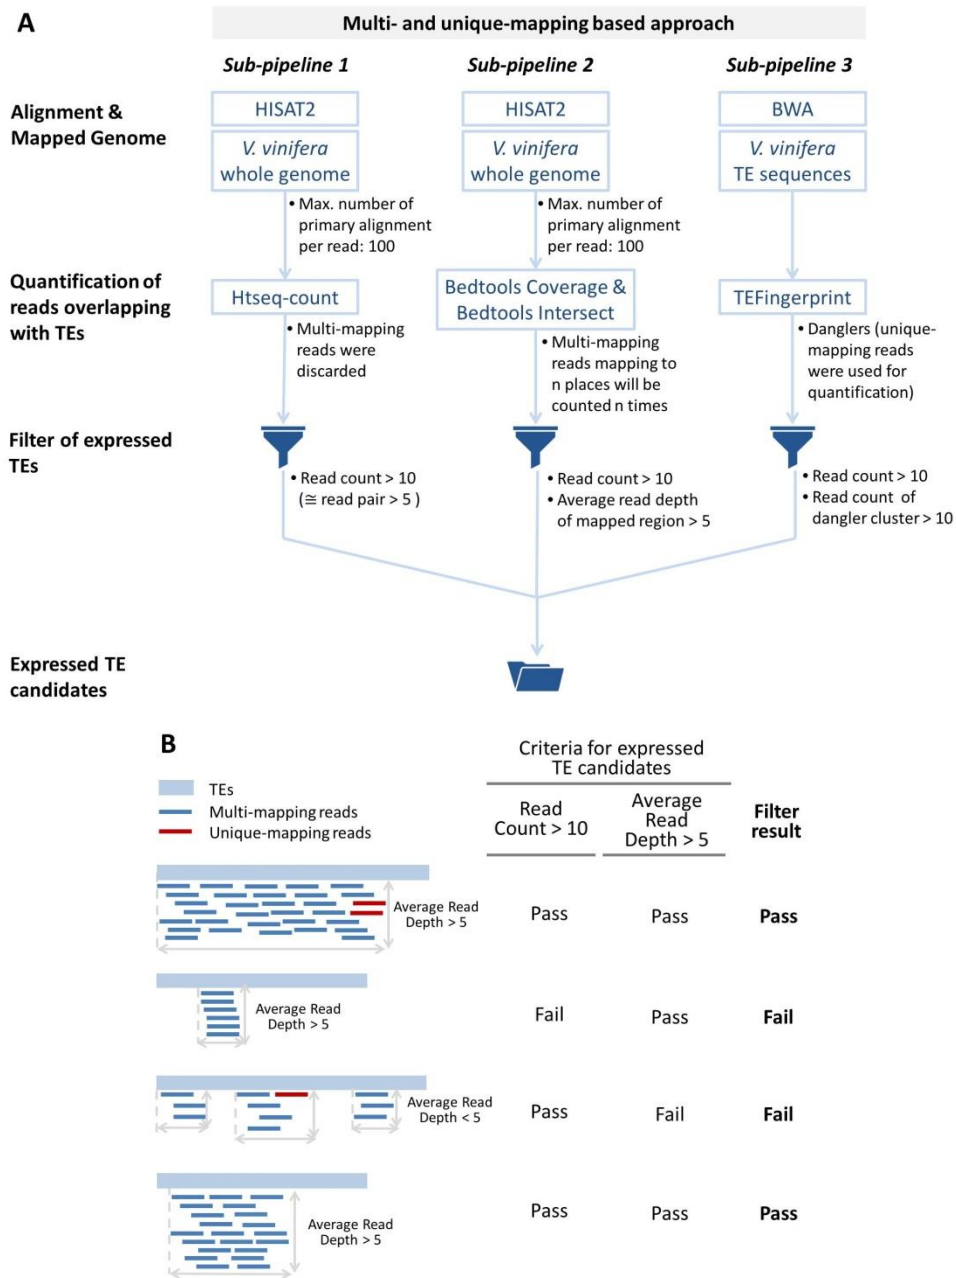 A
Multi- and unique-mapping based approach
Sub-pipeline 1
Sub-pipeline 2
Sub-pipeline 3
Alignment &
Mapped Genome
HISAT2
HISAT2
BWA
V. vinifera
whole genome
V. vinifera
whole genome
V. vinifera
TE sequences
• Max. number of
primary alignment
per read: 100
• Max. number of
primary alignment
per read: 100
Quantification of
reads overlapping
with TEs
Htseq-count
Bedtools Coverage &
Bedtools Intersect
TEFingerprint
• Multi-mapping
reads were
discarded
• Multi-mapping
reads mapping to
n places will be
counted n times
• Danglers (unique-
mapping reads
were used for
quantification)
Filter of expressed
TEs
• Read count > 10
(≅ read pair > 5 )
• Read count > 10
• Average read depth
of mapped region > 5
• Read count > 10
• Read count of
dangler cluster > 10
Expressed TE
candidates
B
TEs
Multi-mapping reads
Unique-mapping reads
Criteria for expressed
TE candidates
Read
Count > 10
Average
Read
Depth > 5
Filter
result
Average Read
Depth > 5
Pass
Pass
Pass
Average Read
Depth > 5
Fail
Pass
Fail
Average Read
Depth < 5
Pass
Fail
Fail
Average Read
Depth > 5
Pass
Pass
Pass